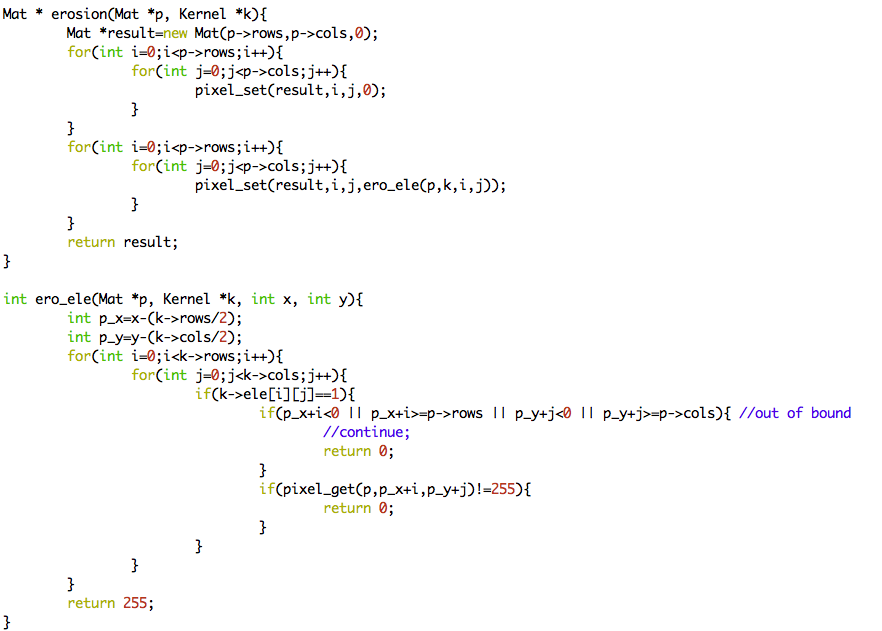 Mat * erosion(Mat *p, Kernel *k){
        Mat *result=new Mat(p->rows,p->cols,0);
        for(int i=0;i<p->rows;i++){
                for(int j=0;j<p->cols;j++){
                        pixel_set(result,i,j,0);
                }
        }
        for(int i=0;i<p->rows;i++){
                for(int j=0;j<p->cols;j++){
                        pixel_set(result,i,j,ero_ele(p,k,i,j));
                }
        }
        return result;
}

int ero_ele(Mat *p, Kernel *k, int x, int y){
        int p_x=x-(k->rows/2);
        int p_y=y-(k->cols/2);
        for(int i=0;i<k->rows;i++){
                for(int j=0;j<k->cols;j++){
                        if(k->ele[i][j]==1){
                                if(p_x+i<0 || p_x+i>=p->rows || p_y+j<0 || p_y+j>=p->cols){ //out of bound
                                        //continue;
                                        return 0;
                                }
                                if(pixel_get(p,p_x+i,p_y+j)!=255){
                                        return 0;
                                }
                        }
                }
        }
        return 255;
}